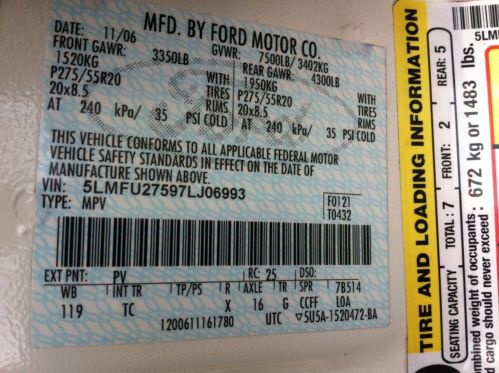 MFD. BY FORD MOTOR CO.
DATE: 11/06 GVWR: 7500LB/3402KG
FRONT GAWR: 3350LB REAR GAWR: 4300LB
1520KG WITH 1950KG WITH
P275/55R20 TIRES P275/55R20 TIRES
20x8.5 RIMS 20x8.5 RIMS
AT 240 kPa/ 35 PSI COLD AT 240 kPa/ 35 PSI COLD
THIS VEHICLE CONFORMS TO ALL APPLICABLE FEDERAL MOTOR
VEHICLE SAFETY STANDARDS IN EFFECT ON THE DATE OF
MANUFACTURE SHOWN ABOVE.
VIN: 5LMFU27597LJ06993
TYPE: MPV
F0121
T0432
EXT PNT: PV RC: 25 DSO:
WB INT TR TP/PS R AXLE TR SPR 7B514
119 TC X 16 G CCFF LOA
1200611161780 UTC 5U5A-1520472-BA
5LM
TIRE AND LOADING INFORMATION
SEATING CAPACITY TOTAL: 7 FRONT: 2 REAR: 5
combined weight of occupants: 672 kg or 1483 lbs.
d cargo should never exceed: